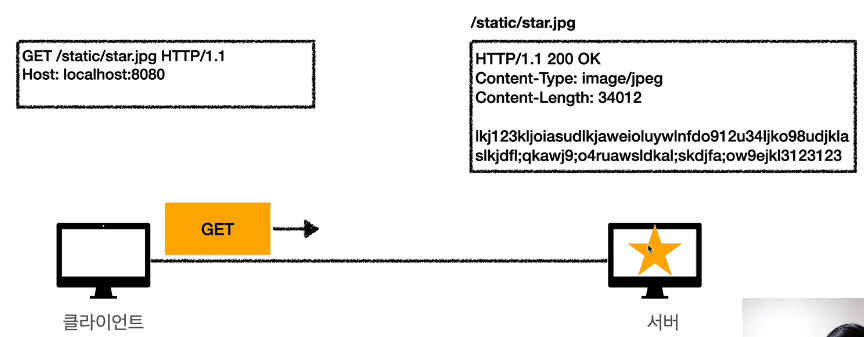 /static/star.jpg
GET /static/star.jpg HTTP/1.1
Host: localhost:8080
HTTP/1.1 200 OK
Content-Type: image/jpeg
Content-Length: 34012
lkj123kljoiasudlkjaweioluywlnfdo912u34ljko98udjkla
slkjdfl;qkawj9;o4ruawsldkal;skdjfa;ow9ejkl3123123
GET
클라이언트
서버